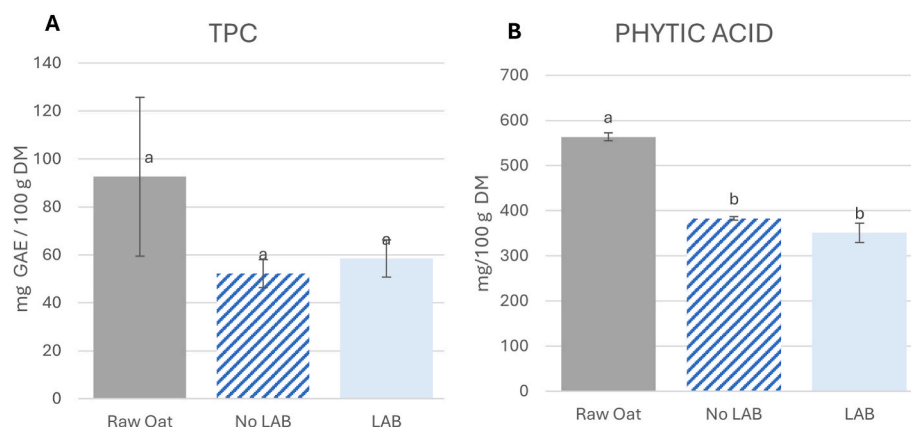 A
TPC
140
120
100
80
60
40
20
0
mg GAE / 100 g DM
a
a
a
Raw Oat
No LAB
LAB
B
PHYTIC ACID
700
600
500
400
300
200
100
0
mg/100 g DM
a
b
b
Raw Oat
No LAB
LAB